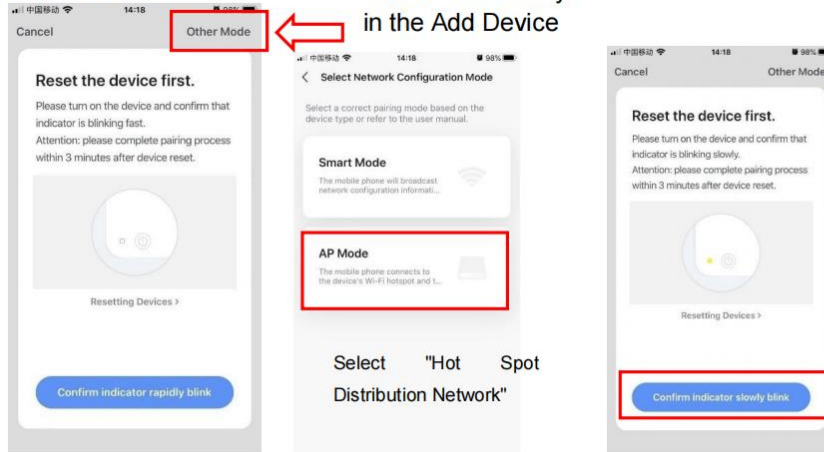 in the Add Device
中国移动 14:18 98%
Cancel Other Mode
Reset the device first.
Please turn on the device and confirm that
indicator is blinking fast.
Attention: please complete pairing process
within 3 minutes after device reset.
Resetting Devices >
Confirm indicator rapidly blink
中国移动 14:18 98%
< Select Network Configuration Mode
Select a correct pairing mode based on the
device type or refer to the user manual.
Smart Mode
The mobile phone will broadcast
network configuration informati...
AP Mode
The mobile phone connects to
the device's Wi-Fi hotspot and t...
Select "Hot Spot
Distribution Network"
中国移动 14:18 98%
Cancel Other Mode
Reset the device first.
Please turn on the device and confirm that
indicator is blinking slowly.
Attention: please complete pairing process
within 3 minutes after device reset.
Resetting Devices >
Confirm indicator slowly blink